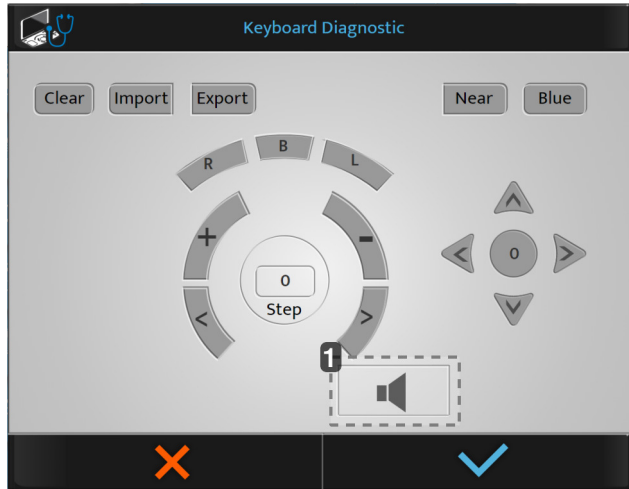 Keyboard Diagnostic
Clear Import Export Near Blue
R B L
+ -
0 0
Step
< >
1